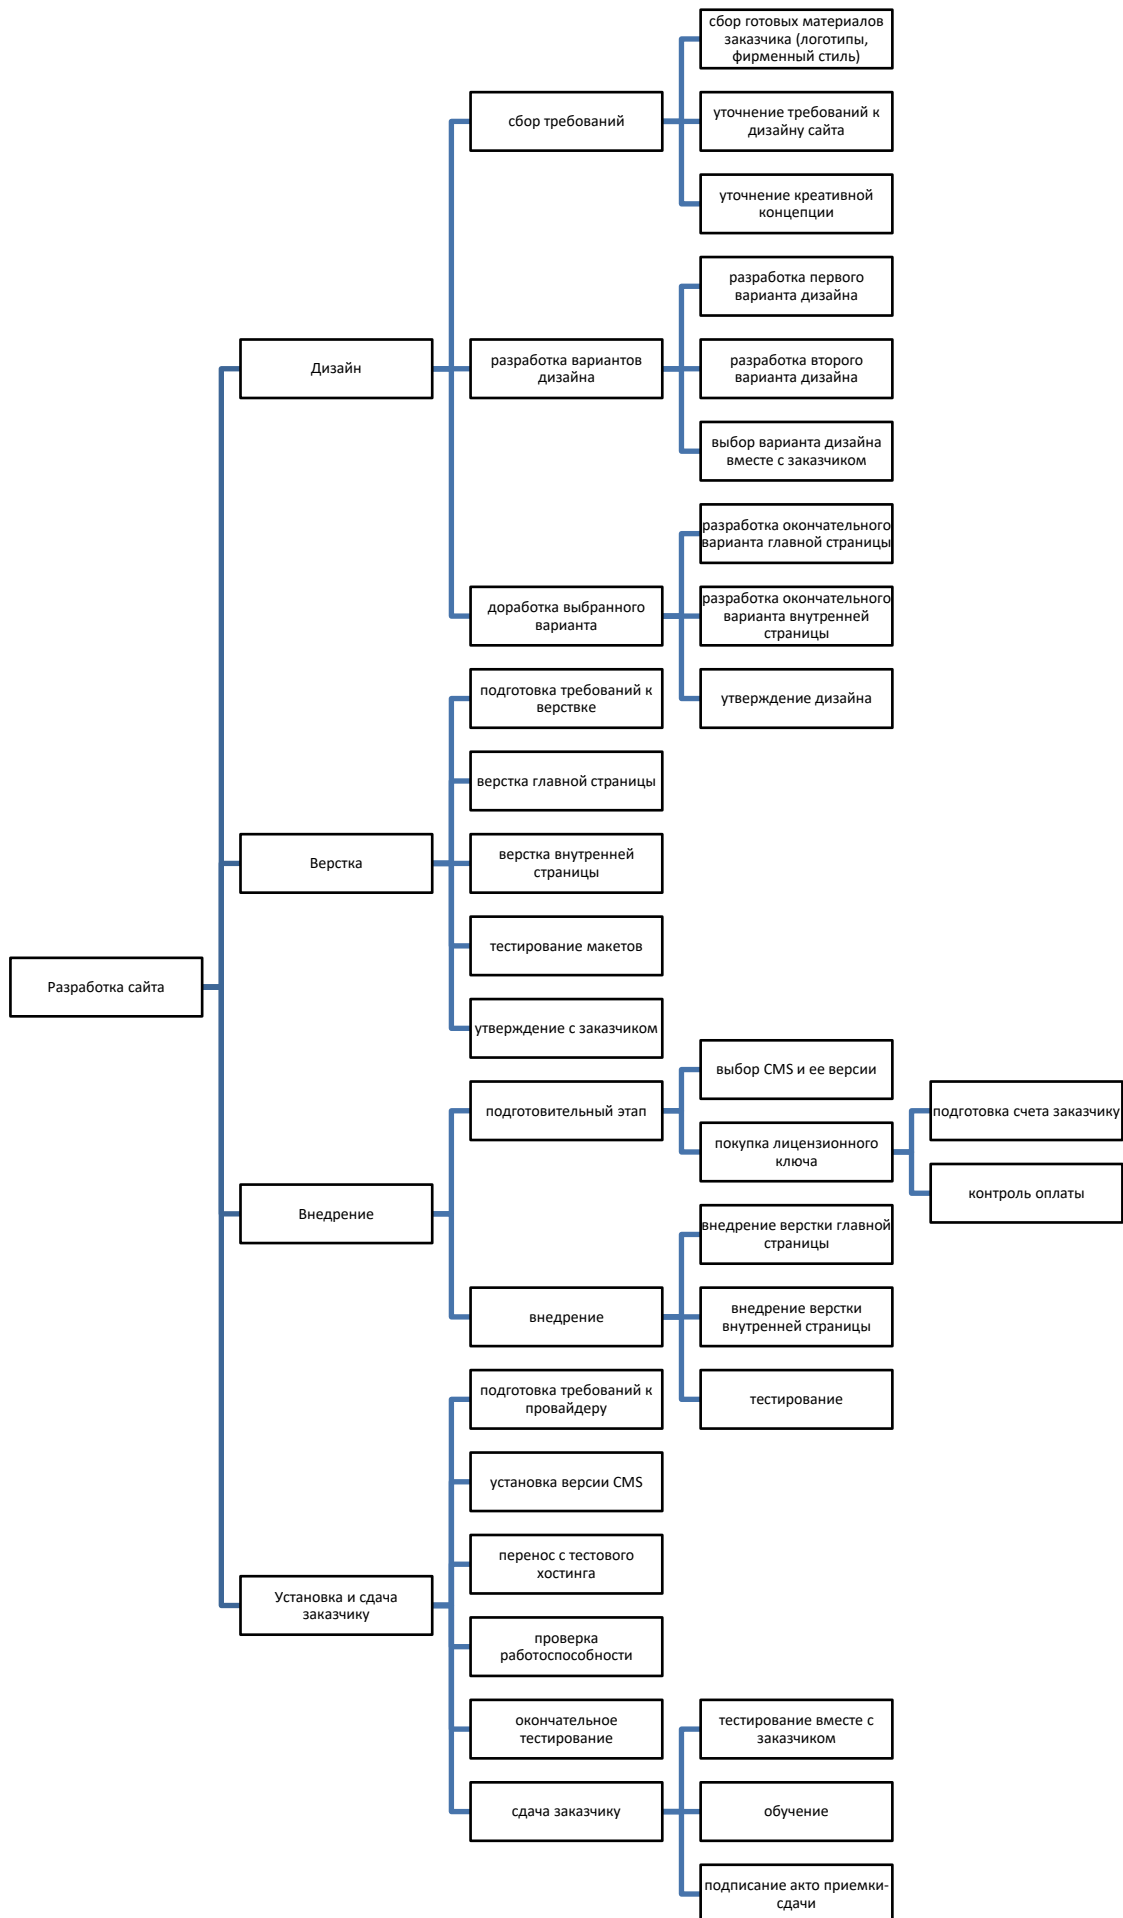 сбор готовых материалов
заказчика (логотипы,
фирменный стиль)
сбор требований
уточнение требований к
дизайну сайта
уточнение креативной
концепции
разработка первого
варианта дизайна
Дизайн
разработка вариантов
дизайна
разработка второго
варианта дизайна
выбор варианта дизайна
вместе с заказчиком
разработка окончательного
варианта главной страницы
доработка выбранного
варианта
разработка окончательного
варианта внутренней
страницы
утверждение дизайна
подготовка требований к
верствке
верстка главной страницы
Верстка
верстка внутренней
страницы
тестирование макетов
Разработка сайта
утверждение с заказчиком
выбор CMS и ее версии
подготовительный этап
подготовка счета заказчику
покупка лицензионного
ключа
контроль оплаты
Внедрение
внедрение верстки главной
страницы
внедрение
внедрение верстки
внутренней страницы
тестирование
подготовка требований к
провайдеру
установка версии CMS
перенос с тестового
хостинга
Установка и сдача
заказчику
проверка
работоспособности
окончательное
тестирование
тестирование вместе с
заказчиком
сдача заказчику
обучение
подписание акто приемки-
сдачи